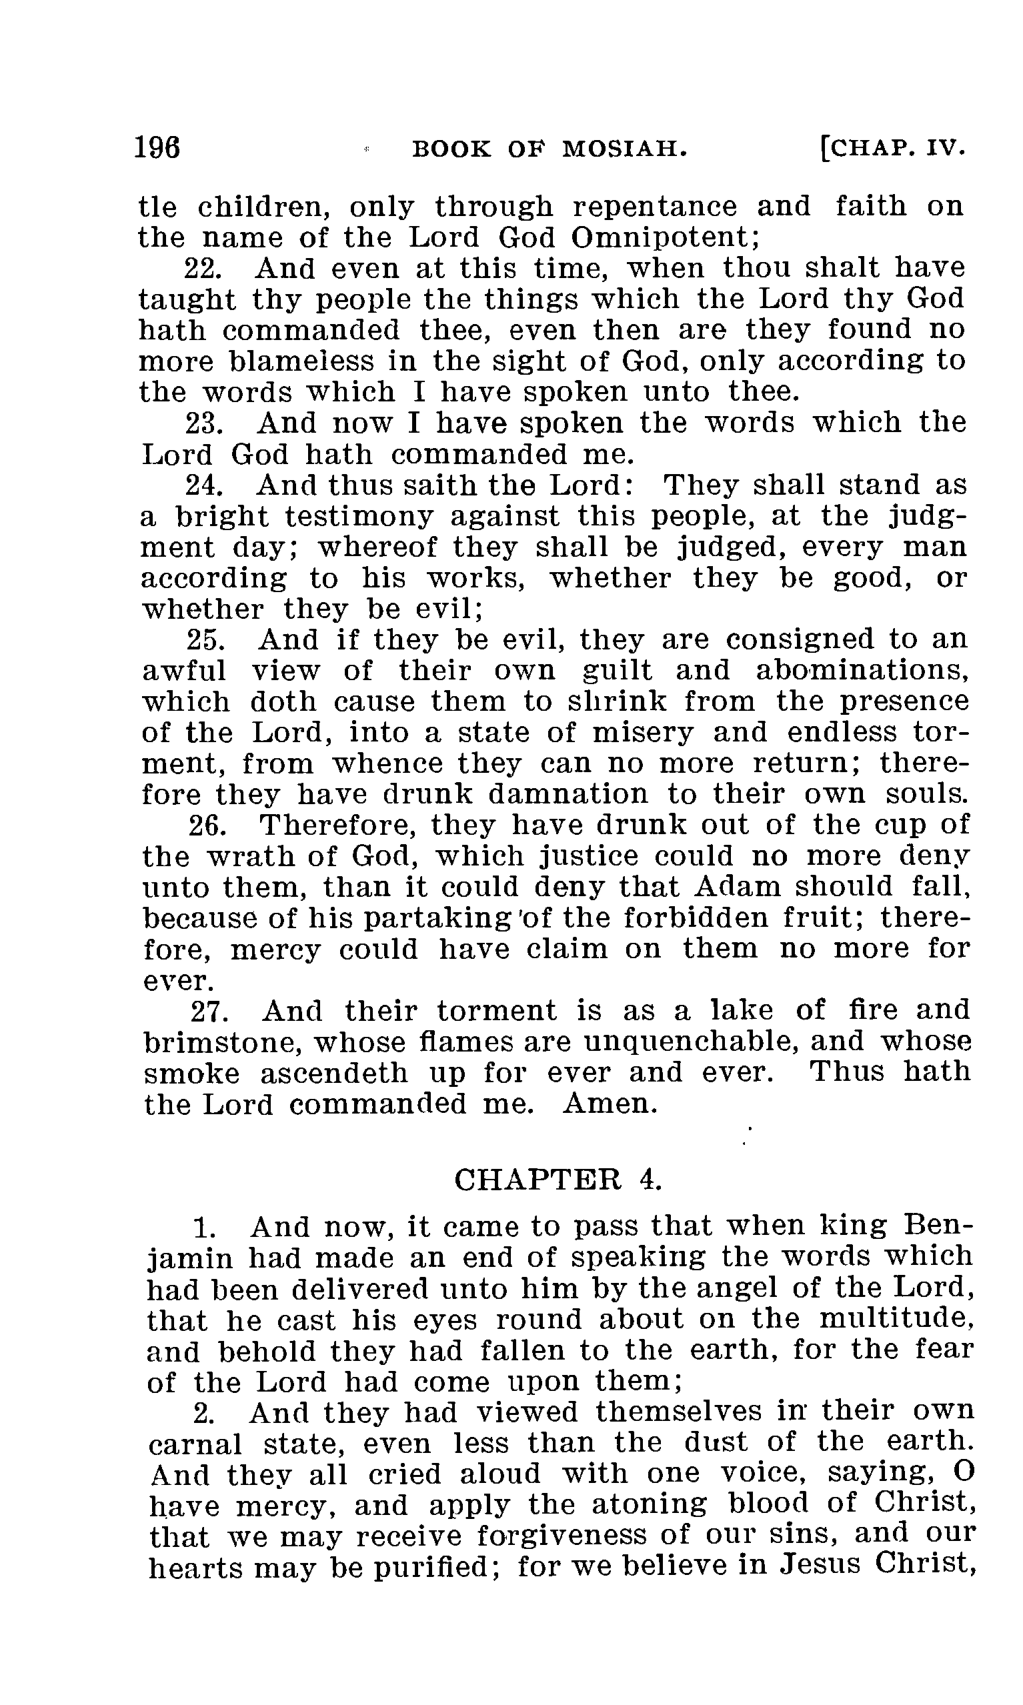 196 BOOK OF MOSIAH. [CHAP. IV.
tle children, only through repentance and faith on
the name of the Lord God Omnipotent;
22. And even at this time, when thou shalt have
taught thy people the things which the Lord thy God
hath commanded thee, even then are they found no
more blameless in the sight of God, only according to
the words which I have spoken unto thee.
23. And now I have spoken the words which the
Lord God hath commanded me.
24. And thus saith the Lord: They shall stand as
a bright testimony against this people, at the judg-
ment day; whereof they shall be judged, every man
according to his works, whether they be good, or
whether they be evil;
25. And if they be evil, they are consigned to an
awful view of their own guilt and abominations,
which doth cause them to shrink from the presence
of the Lord, into a state of misery and endless tor-
ment, from whence they can no more return; there-
fore they have drunk damnation to their own souls.
26. Therefore, they have drunk out of the cup of
the wrath of God, which justice could no more deny
unto them, than it could deny that Adam should fall,
because of his partaking of the forbidden fruit; there-
fore, mercy could have claim on them no more for
ever.
27. And their torment is as a lake of fire and
brimstone, whose flames are unquenchable, and whose
smoke ascendeth up for ever and ever. Thus hath
the Lord commanded me. Amen.
CHAPTER 4.
1. And now, it came to pass that when king Ben-
jamin had made an end of speaking the words which
had been delivered unto him by the angel of the Lord,
that he cast his eyes round about on the multitude,
and behold they had fallen to the earth, for the fear
of the Lord had come upon them;
2. And they had viewed themselves in their own
carnal state, even less than the dust of the earth.
And they all cried aloud with one voice, saying, O
have mercy, and apply the atoning blood of Christ,
that we may receive forgiveness of our sins, and our
hearts may be purified; for we believe in Jesus Christ,